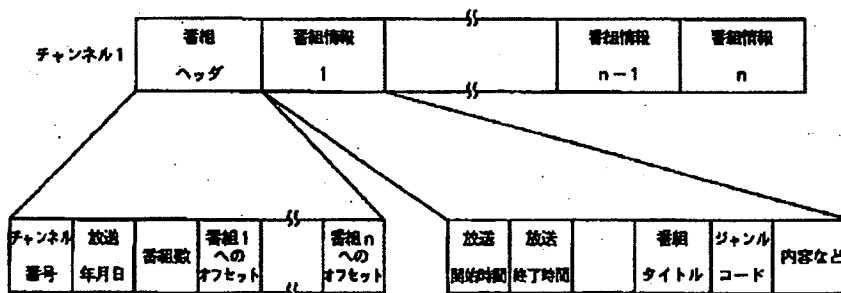 チャンネル1
番組
ヘッダ
番組情報
1
番組情報
n-1
番組情報
n
チャンネル
番号
放送
年月日
番組数
番組1
への
オフセット
番組n
への
オフセット
放送
開始時間
放送
終了時間
番組
タイトル
ジャンル
コード
内容など